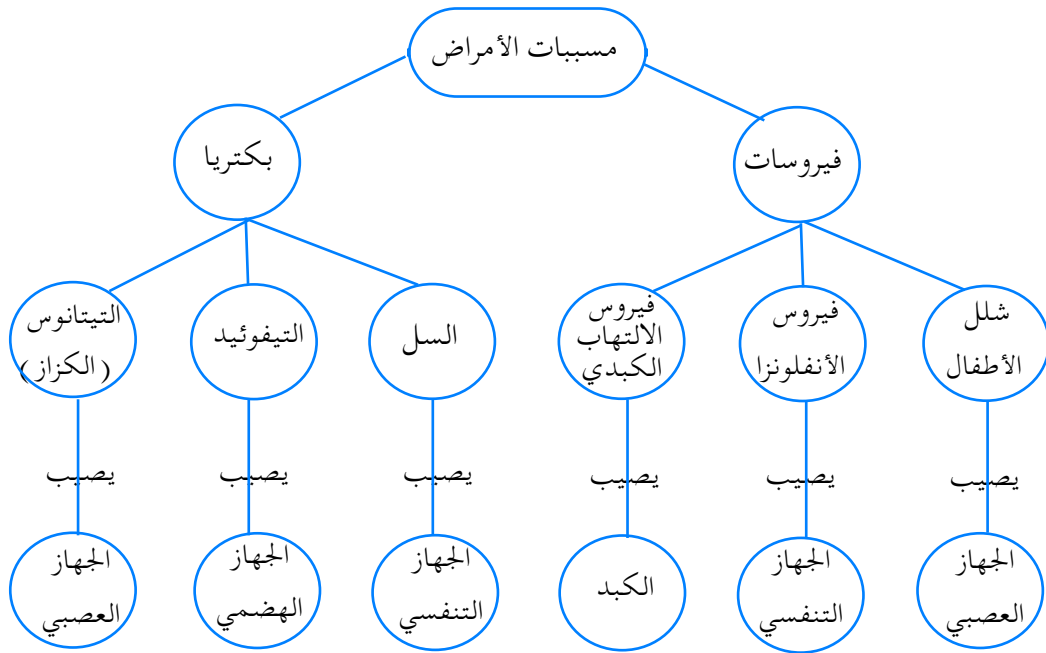 مسببات الأمراض
فيروسات
بكتريا
شلل
الأطفال
فيروس
الأنفلونزا
فيروس
الالتهاب
الكبدي
السل
التيفوئيد
التيتانوس
(الكزاز)
يصيب
يصيب
يصيب
يصيب
يصيب
يصيب
الجهاز
العصبي
الجهاز
التنفسي
الكبد
الجهاز
التنفسي
الجهاز
الهضمي
الجهاز
العصبي